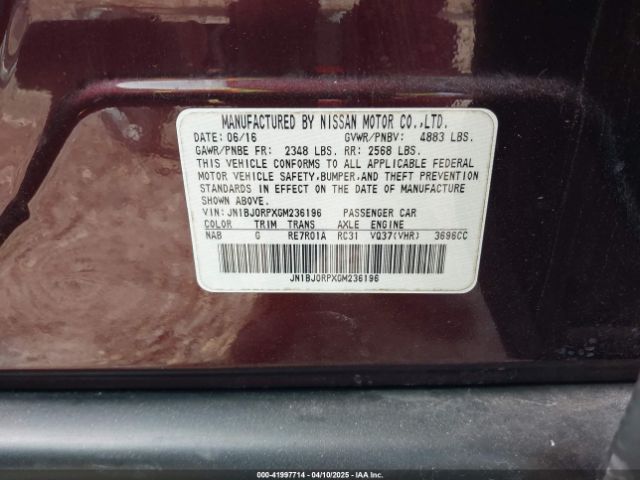 MANUFACTURED BY NISSAN MOTOR CO.,LTD.
DATE: 06/16 GVWR/PNBV: 4883 LBS.
GAWR/PNBE FR: 2348 LBS. RR: 2568 LBS.
THIS VEHICLE CONFORMS TO ALL APPLICABLE FEDERAL
MOTOR VEHICLE SAFETY, BUMPER, AND THEFT PREVENTION
STANDARDS IN EFFECT ON THE DATE OF MANUFACTURE
SHOWN ABOVE.
VIN: JN1BJ0RPXGM236196 PASSENGER CAR
COLOR TRIM TRANS AXLE ENGINE
NAB G RE7R01A RC31 VQ37(VHR) 3696CC
JN1BJ0RPXGM236196
000-41997714 - 04/10/2025 - IAAI.COM